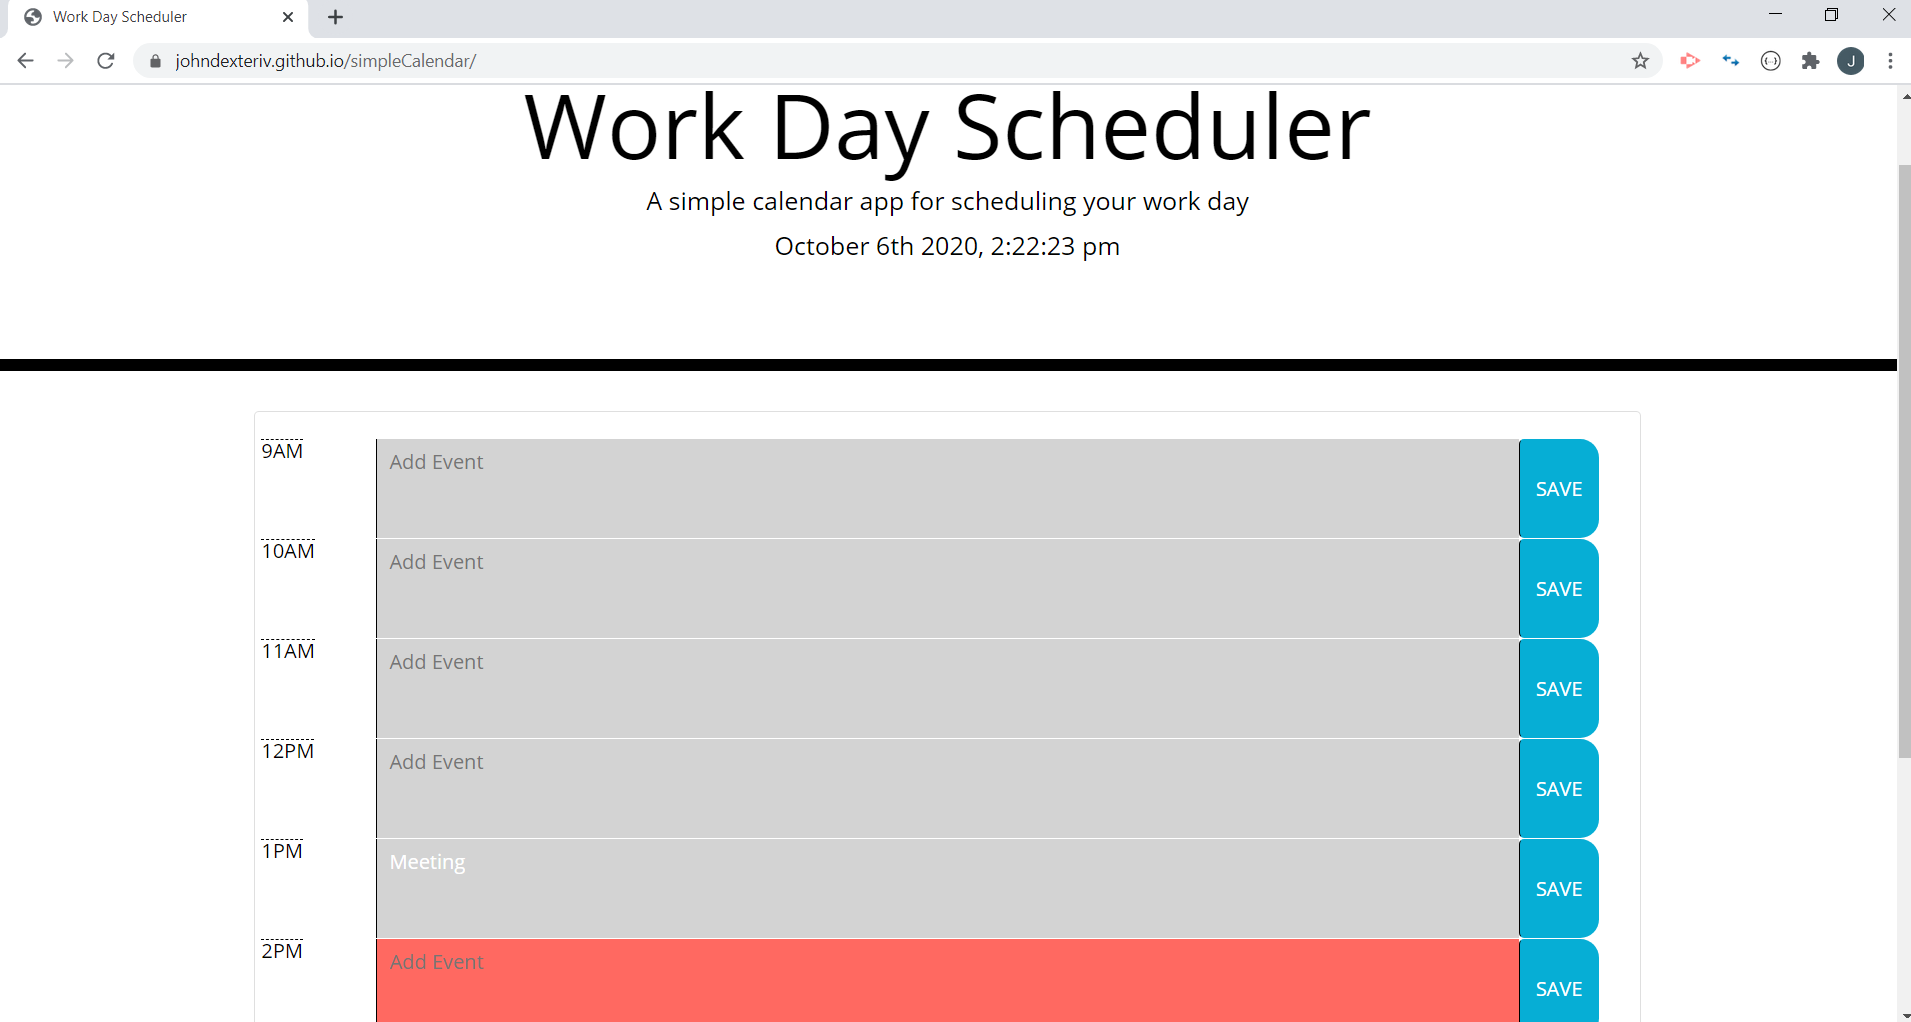 Work Day Scheduler
johndexteriv.github.io/simpleCalendar/
J
Work Day Scheduler
A simple calendar app for scheduling your work day
October 6th 2020, 2:22:23 pm
9AM
Add Event
SAVE
10AM
Add Event
SAVE
11AM
Add Event
SAVE
12PM
Add Event
SAVE
1PM
Meeting
SAVE
2PM
Add Event
SAVE